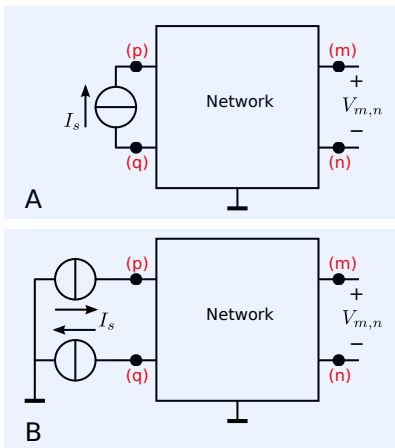 (p)
(m)
+
I_s
Network
V_{m,n}
−
(q)
(n)
A
(p)
(m)
+
I_s
Network
V_{m,n}
−
(q)
(n)
B